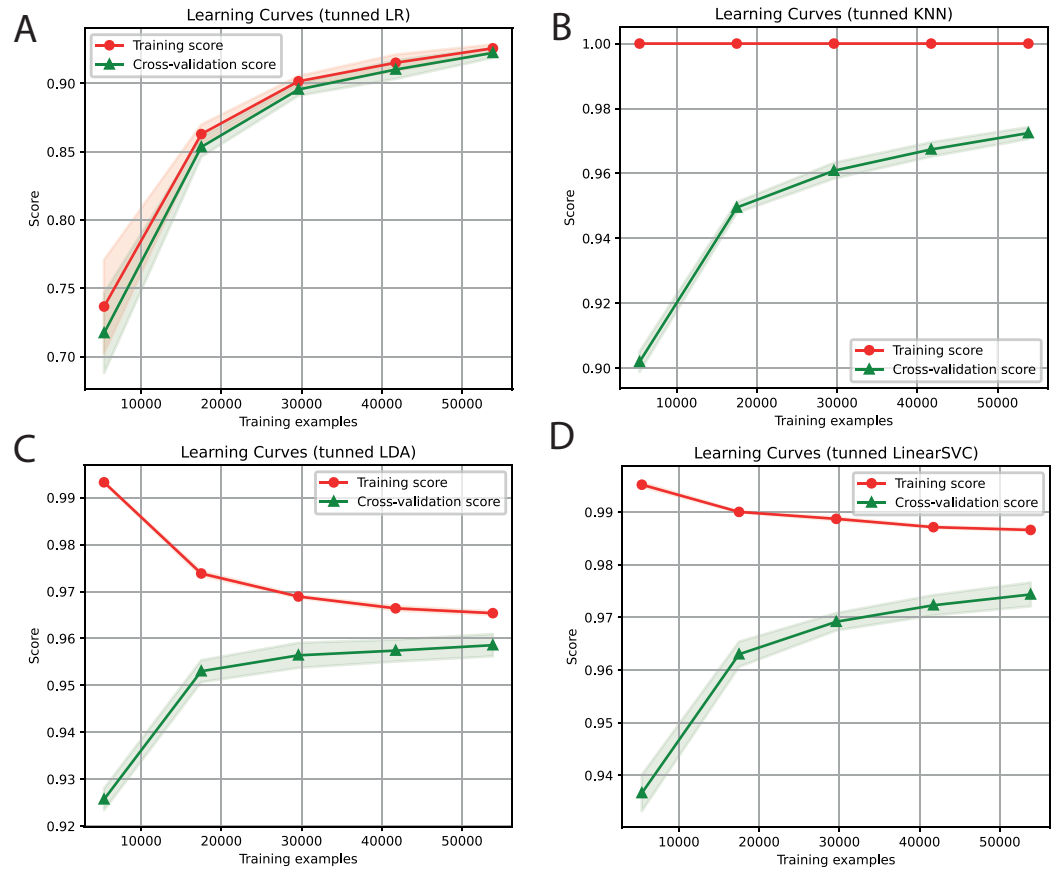 A
Learning Curves (tunned LR)
Training score
Cross-validation score
0.90
0.85
0.80
0.75
0.70
Score
10000 20000 30000 40000 50000
Training examples
B
Learning Curves (tunned KNN)
1.00
0.98
0.96
0.94
0.92
0.90
Score
Training score
Cross-validation score
10000 20000 30000 40000 50000
Training examples
C
Learning Curves (tunned LDA)
Training score
Cross-validation score
0.99
0.98
0.97
0.96
0.95
0.94
0.93
0.92
Score
10000 20000 30000 40000 50000
Training examples
D
Learning Curves (tunned LinearSVC)
Training score
Cross-validation score
0.99
0.98
0.97
0.96
0.95
0.94
Score
10000 20000 30000 40000 50000
Training examples